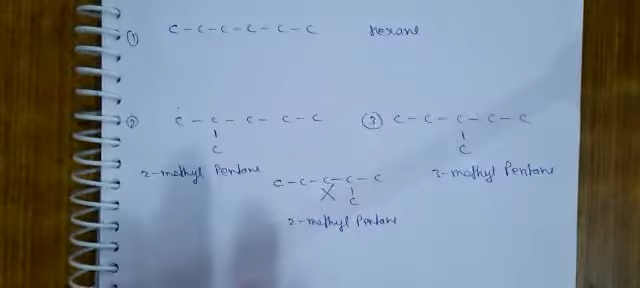 ① C-C-C-C-C-C Hexane
② C-C-C-C-C
|
C
2-methyl Pentane
③ C-C-C-C-C
|
C
3-methyl Pentane
C-C-C-C-C
X |
C
2-methyl Pentane